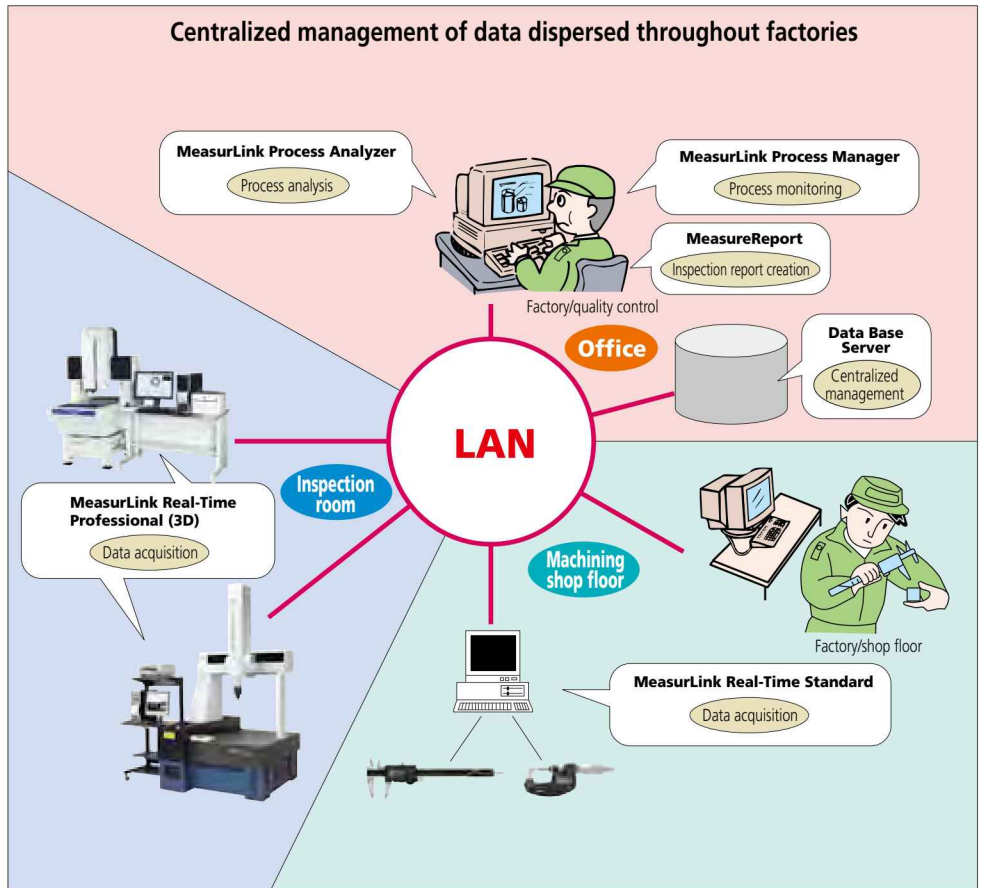 Centralized management of data dispersed throughout factories
MeasurLink Process Analyzer
Process analysis
MeasurLink Process Manager
Process monitoring
MeasureReport
Inspection report creation
Factory/quality control
Office
Data Base
Server
Centralized
management
LAN
Inspection
room
MeasurLink Real-Time
Professional (3D)
Data acquisition
Machining
shop floor
Factory/shop floor
MeasurLink Real-Time Standard
Data acquisition